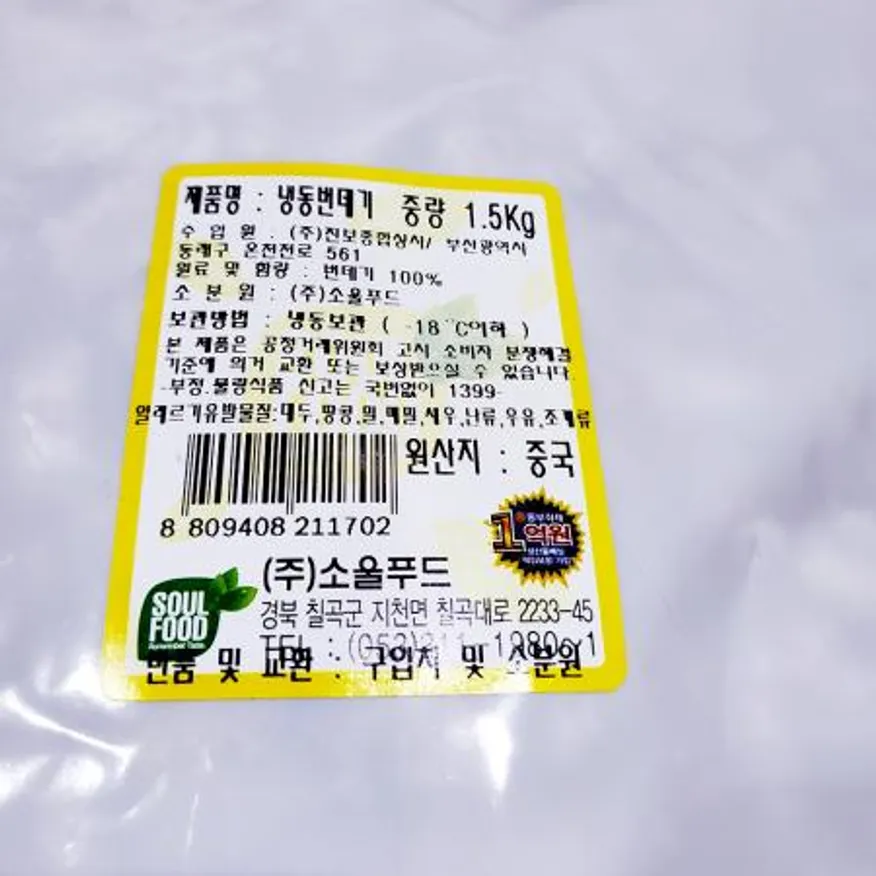 제품명 : 냉동번데기 중량 1.5Kg
수 입 원 : (주)진보종합상사/ 부산광역시
동래구 온천천로 561
원료 및 함량 : 번데기 100%
소 분 원 : (주)소울푸드
보관방법 : 냉동보관 ( -18 ℃이하 )
본 제품은 공정거래위원회 고시 소비자 분쟁해결
기준에 의거 교환 또는 보상받으실 수 있습니다.
-부정.불량식품 신고는 국번없이 1399-
알레르기유발물질:대두,땅콩,밀,메밀,새우,난류,우유,조개류
원산지 : 중국
8 809408 211702
1억원
(주)소울푸드
SOUL
FOOD
경북 칠곡군 지천면 칠곡대로 2233-45
TEL :
반품 및 교환 : 구입처 및 소분원